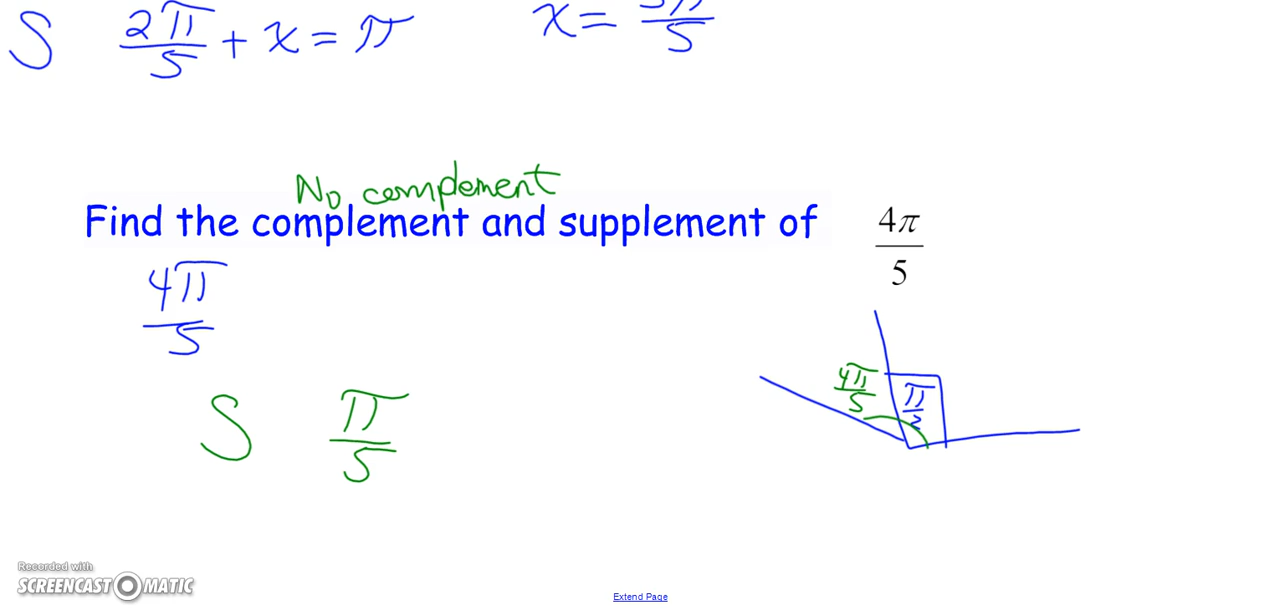 S 2π/5 + x = π x = 3π/5
No complement
Find the complement and supplement of 4π/5
4π/5
S π/5
4π/5 π/2
Recorded with
SCREENCAST-O-MATIC
Extend Page